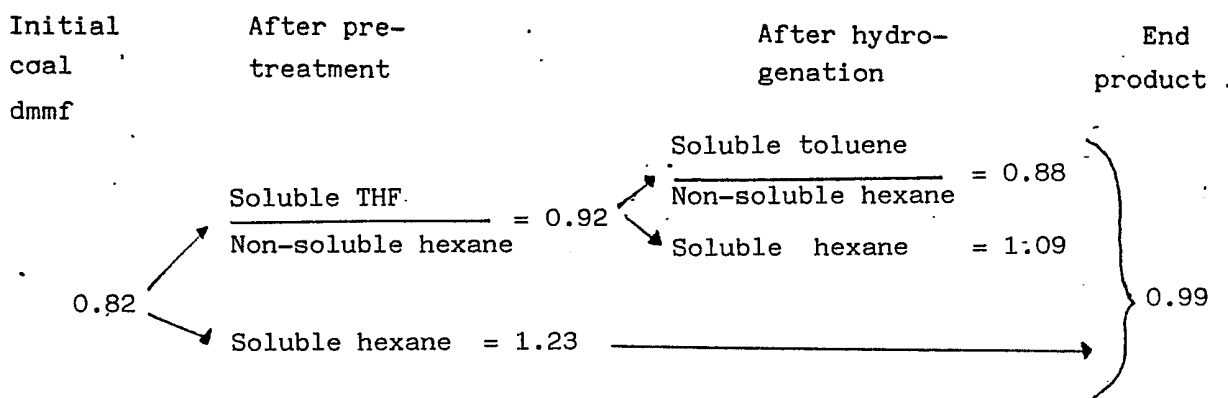 Initial
coal
dmmf
After pre-
treatment
After hydro-
genation
End
product
Soluble THF
Non-soluble hexane
= 0.92
Soluble toluene
Non-soluble hexane
= 0.88
Soluble hexane = 1.09
0.82
0.99
Soluble hexane = 1.23